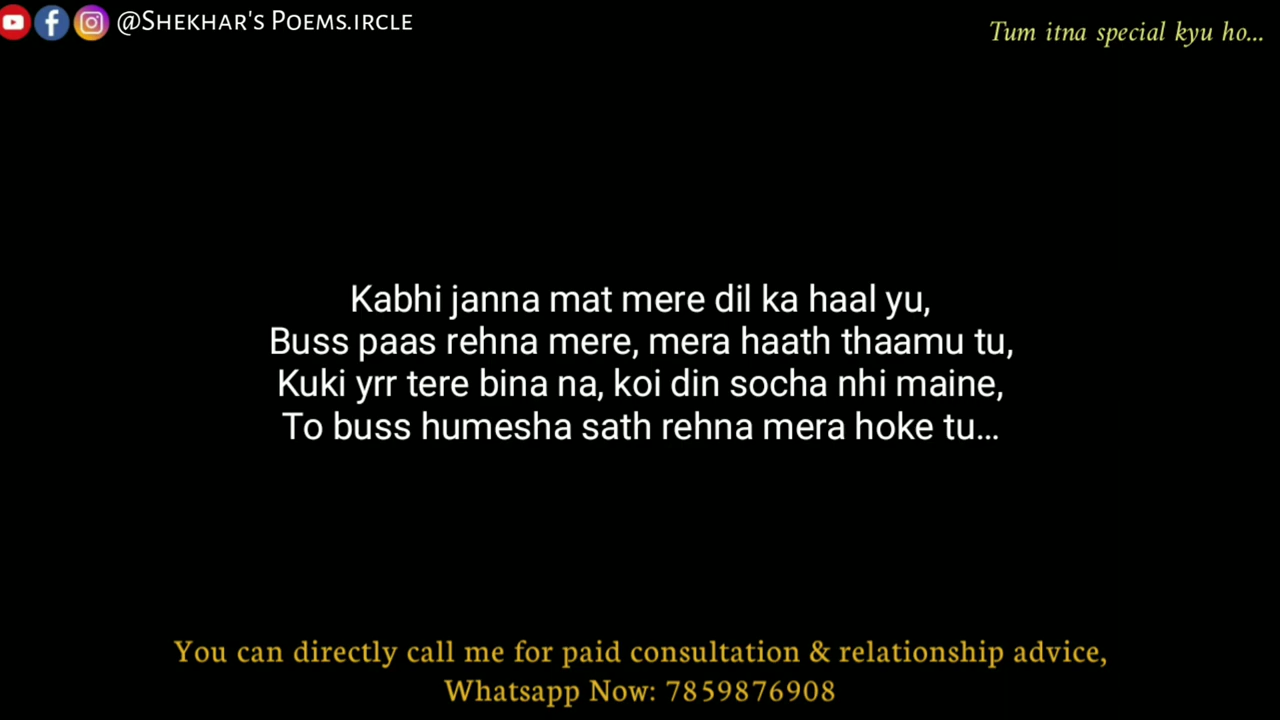 @Shekhar's Poems.ircle
Tum itna special kyu ho...
Kabhi janna mat mere dil ka haal yu,
Buss paas rehna mere, mera haath thaamu tu,
Kuki yrr tere bina na, koi din socha nhi maine,
To buss humesha sath rehna mera hoke tu...
You can directly call me for paid consultation & relationship advice,
Whatsapp Now: 7859876908